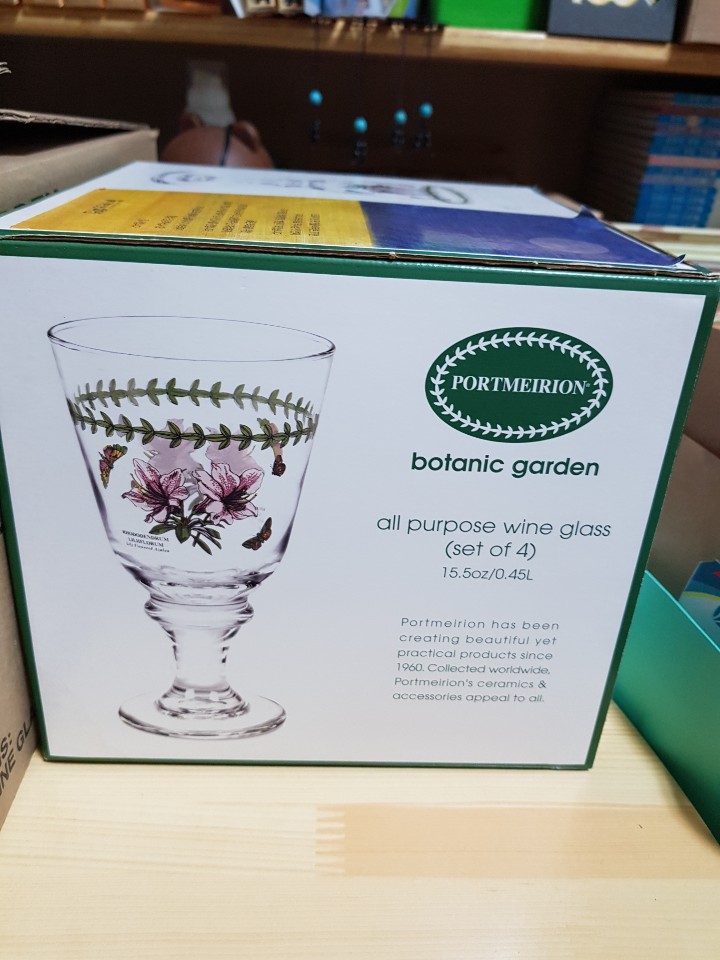 PORTMEIRION®
botanic garden
all purpose wine glass
(set of 4)
15.5oz/0.45L
Portmeirion has been
creating beautiful yet
practical products since
1960. Collected worldwide,
Portmeirion's ceramics &
accessories appeal to all.